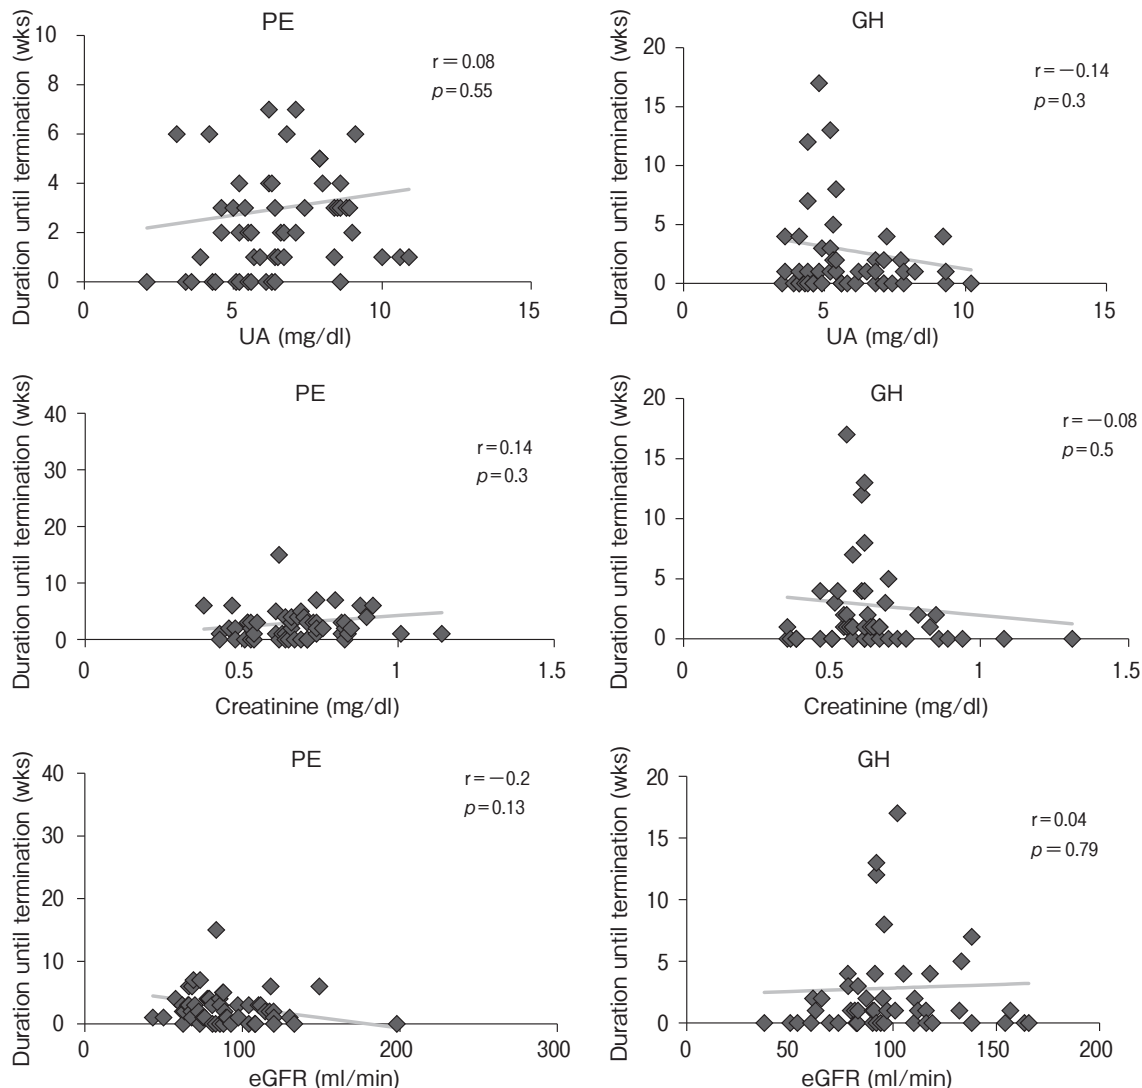 PE
r=0.08
p=0.55
Duration until termination (wks)
10
8
6
4
2
0
0
5
10
15
UA (mg/dl)
GH
r=−0.14
p=0.3
Duration until termination (wks)
20
15
10
5
0
0
5
10
15
UA (mg/dl)
PE
r=0.14
p=0.3
Duration until termination (wks)
40
30
20
10
0
0
0.5
1
1.5
Creatinine (mg/dl)
GH
r=−0.08
p=0.5
Duration until termination (wks)
20
15
10
5
0
0
0.5
1
1.5
Creatinine (mg/dl)
PE
r=−0.2
p=0.13
Duration until termination (wks)
40
30
20
10
0
0
100
200
300
eGFR (ml/min)
GH
r=0.04
p=0.79
Duration until termination (wks)
20
15
10
5
0
0
50
100
150
200
eGFR (ml/min)